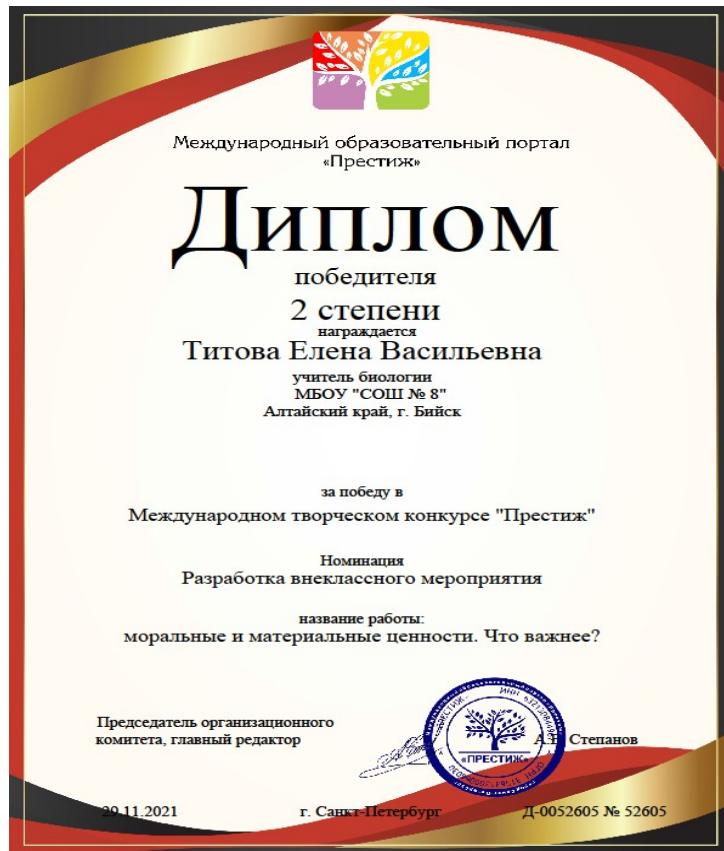 Международный образовательный портал
«Престиж»
Диплом
победителя
2 степени
награждается
Титова Елена Васильевна
учитель биологии
МБОУ "СОШ № 8"
Алтайский край, г. Бийск
за победу в
Международном творческом конкурсе "Престиж"
Номинация
Разработка внеклассного мероприятия
название работы:
моральные и материальные ценности. Что важнее?
Председатель организационного
комитета, главный редактор
Степанов
«ПРЕСТИЖ»
29.11.2021 г. Санкт-Петербург Д-0052605 № 52605